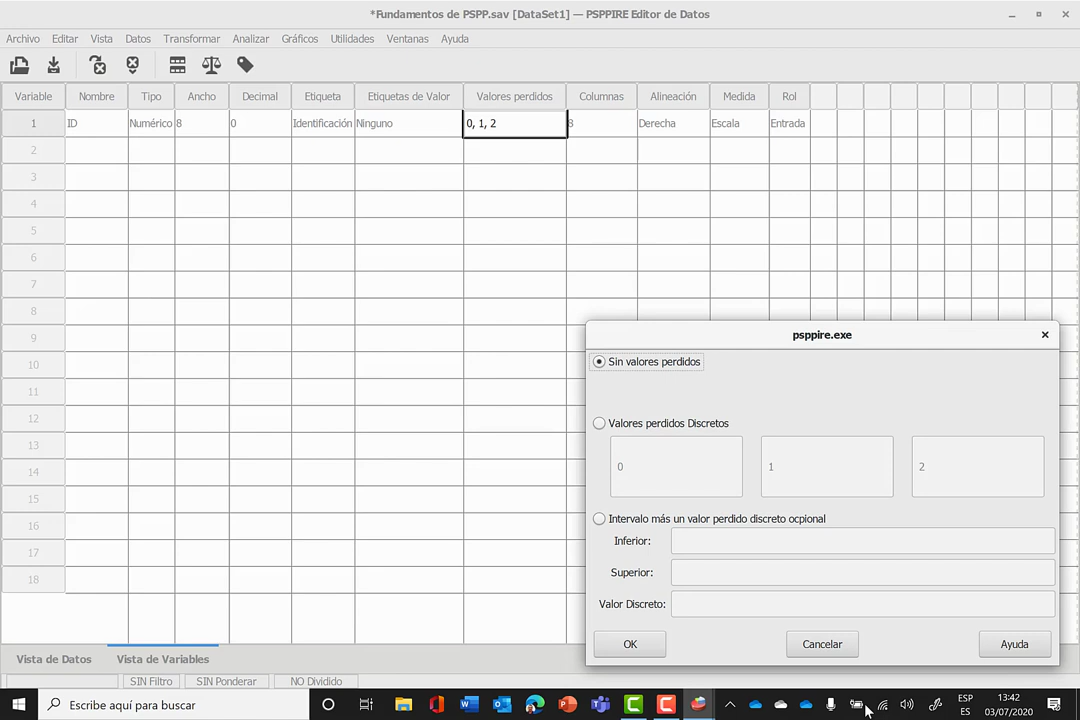 *Fundamentos de PSPP.sav [DataSet1] — PSPPIRE Editor de Datos
Archivo Editar Vista Datos Transformar Analizar Gráficos Utilidades Ventanas Ayuda
Variable Nombre Tipo Ancho Decimal Etiqueta Etiquetas de Valor Valores perdidos Columnas Alineación Medida Rol
1 ID Numérico 8 0 Identificación Ninguno 0, 1, 2 8 Derecha Escala Entrada
2
3
4
5
6
7
8
9
10
11
12
13
14
15
16
17
18
psppire.exe
Sin valores perdidos
Valores perdidos Discretos
0 1 2
Intervalo más un valor perdido discreto ocpional
Inferior:
Superior:
Valor Discreto:
OK Cancelar Ayuda
Vista de Datos Vista de Variables
SIN Filtro SIN Ponderar NO Dividido
Escribe aquí para buscar
ESP
ES
13:42
03/07/2020